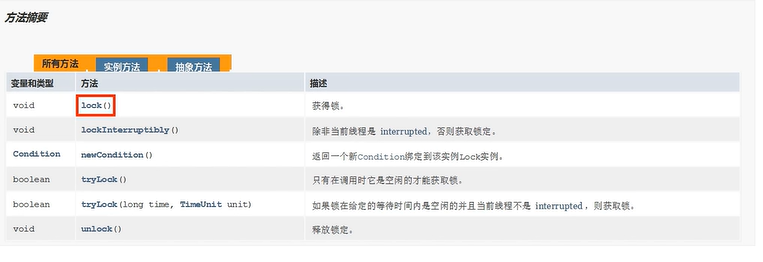 方法摘要
所有方法 实例方法 抽象方法
变量和类型 方法 描述
void lock() 获得锁。
void lockInterruptibly() 除非当前线程是 interrupted，否则获取锁定。
Condition newCondition() 返回一个新Condition绑定到该实例Lock实例。
boolean tryLock() 只有在调用时它是空闲的才能获取锁。
boolean tryLock(long time, TimeUnit unit) 如果锁在给定的等待时间内是空闲的并且当前线程不是 interrupted，则获取锁。
void unlock() 释放锁定。